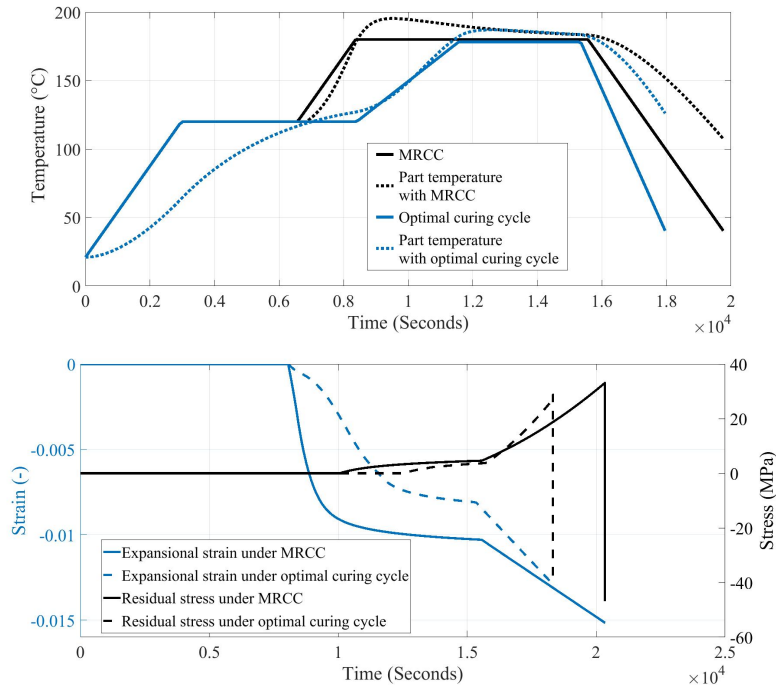 200
150
100
50
0
Temperature (°C)
MRCC
Part temperature
with MRCC
Optimal curing cycle
Part temperature
with optimal curing cycle
0 0.2 0.4 0.6 0.8 1 1.2 1.4 1.6 1.8 2
Time (Seconds)
×10⁴
0
-0.005
-0.01
-0.015
Strain (-)
40
20
0
-20
-40
-60
Stress (MPa)
Expansional strain under MRCC
Expansional strain under optimal curing cycle
Residual stress under MRCC
Residual stress under optimal curing cycle
0 0.5 1 1.5 2 2.5
Time (Seconds)
×10⁴